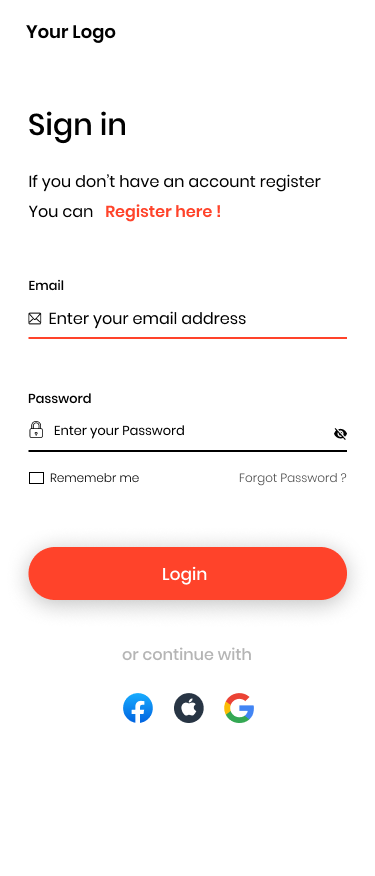 Your Logo
Sign in
If you don't have an account register
You can Register here !
Email
Enter your email address
Password
Enter your Password
Rememebr me Forgot Password ?
Login
or continue with